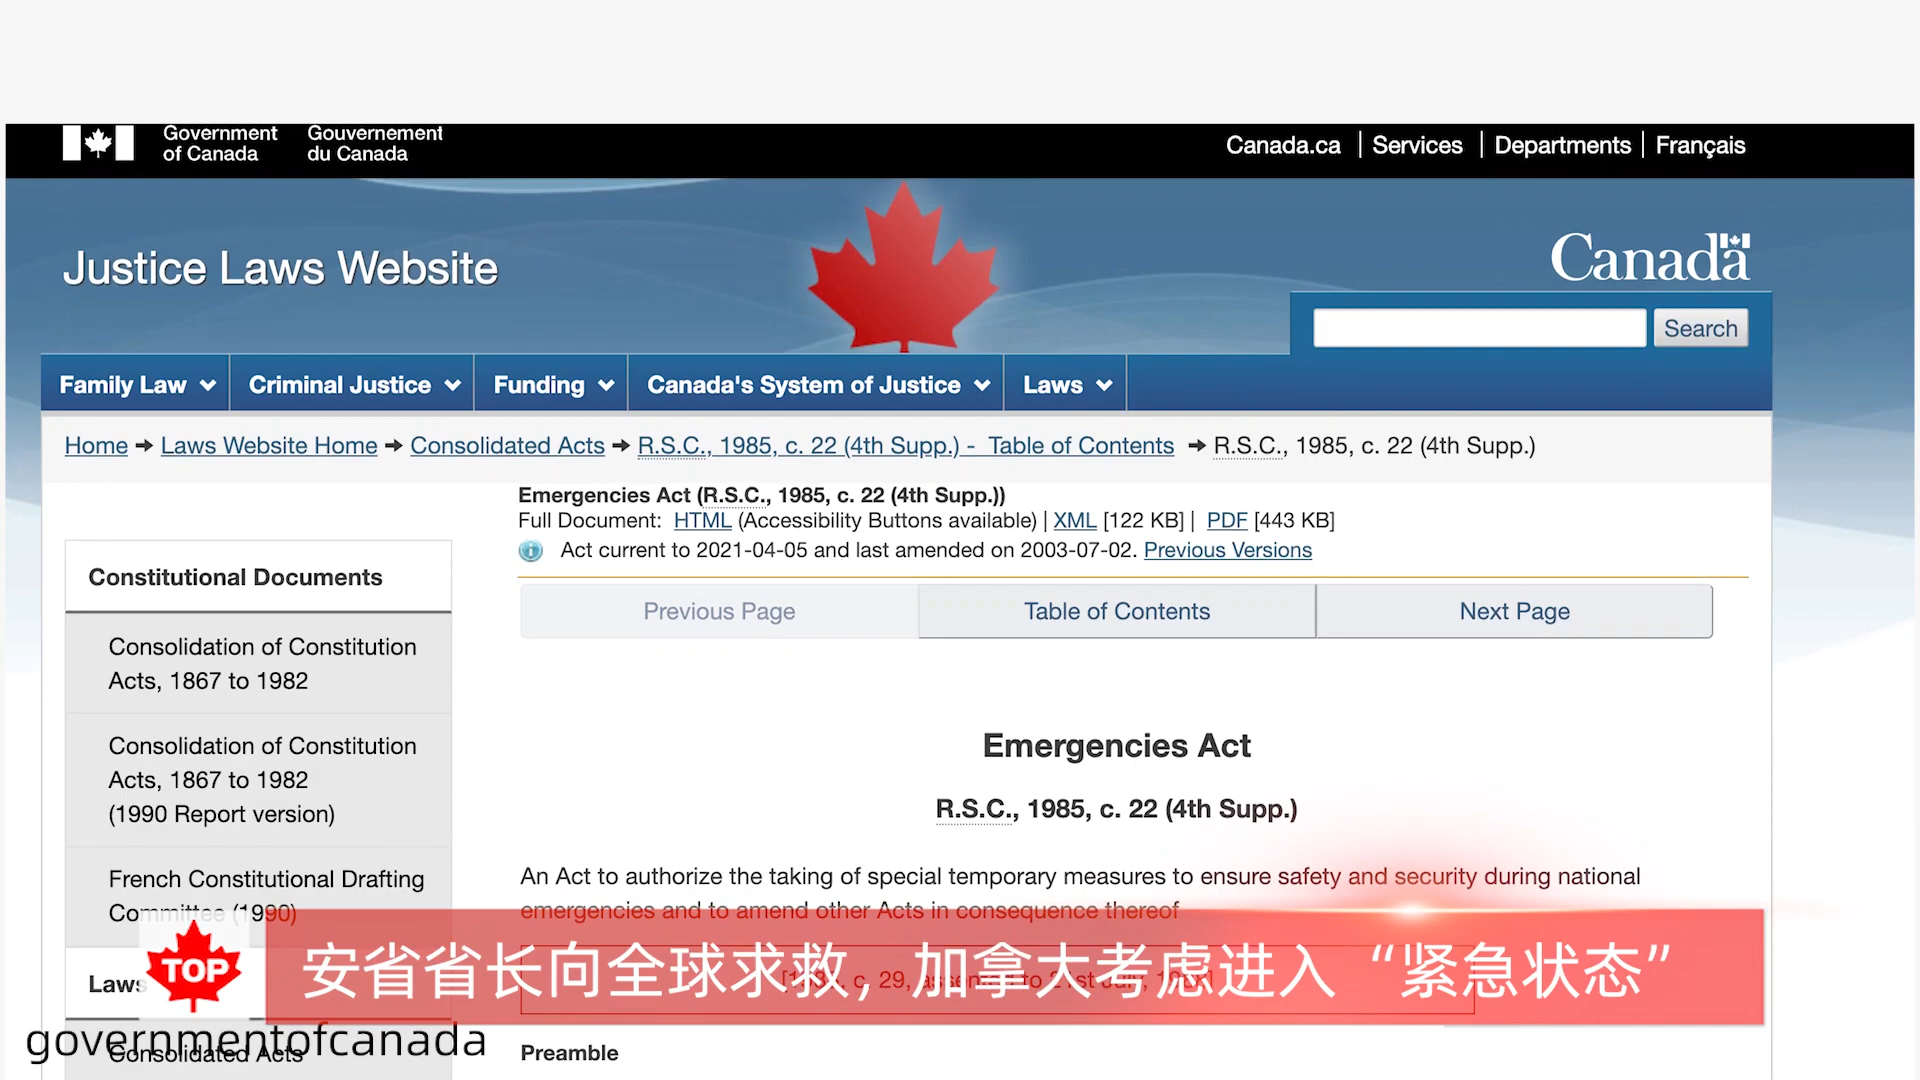 Government of Canada
Gouvernement du Canada
Canada.ca
Services
Departments
Français
Justice Laws Website
Canada
Search
Family Law
Criminal Justice
Funding
Canada's System of Justice
Laws
Home
Laws Website Home
Consolidated Acts
R.S.C., 1985, c. 22 (4th Supp.) - Table of Contents
R.S.C., 1985, c. 22 (4th Supp.)
Emergencies Act (R.S.C., 1985, c. 22 (4th Supp.))
Full Document: HTML (Accessibility Buttons available) | XML [122 KB] | PDF [443 KB]
Act current to 2021-04-05 and last amended on 2003-07-02. Previous Versions
Previous Page
Table of Contents
Next Page
Constitutional Documents
Consolidation of Constitution
Acts, 1867 to 1982
Consolidation of Constitution
Acts, 1867 to 1982
(1990 Report version)
French Constitutional Drafting
Committee (1990)
Laws
Consolidated Acts
Emergencies Act
R.S.C., 1985, c. 22 (4th Supp.)
An Act to authorize the taking of special temporary measures to ensure safety and security during national
emergencies and to amend other Acts in consequence thereof
Preamble
TOP
安省省长向全球求救，加拿大考虑进入“紧急状态”
governmentofcanada